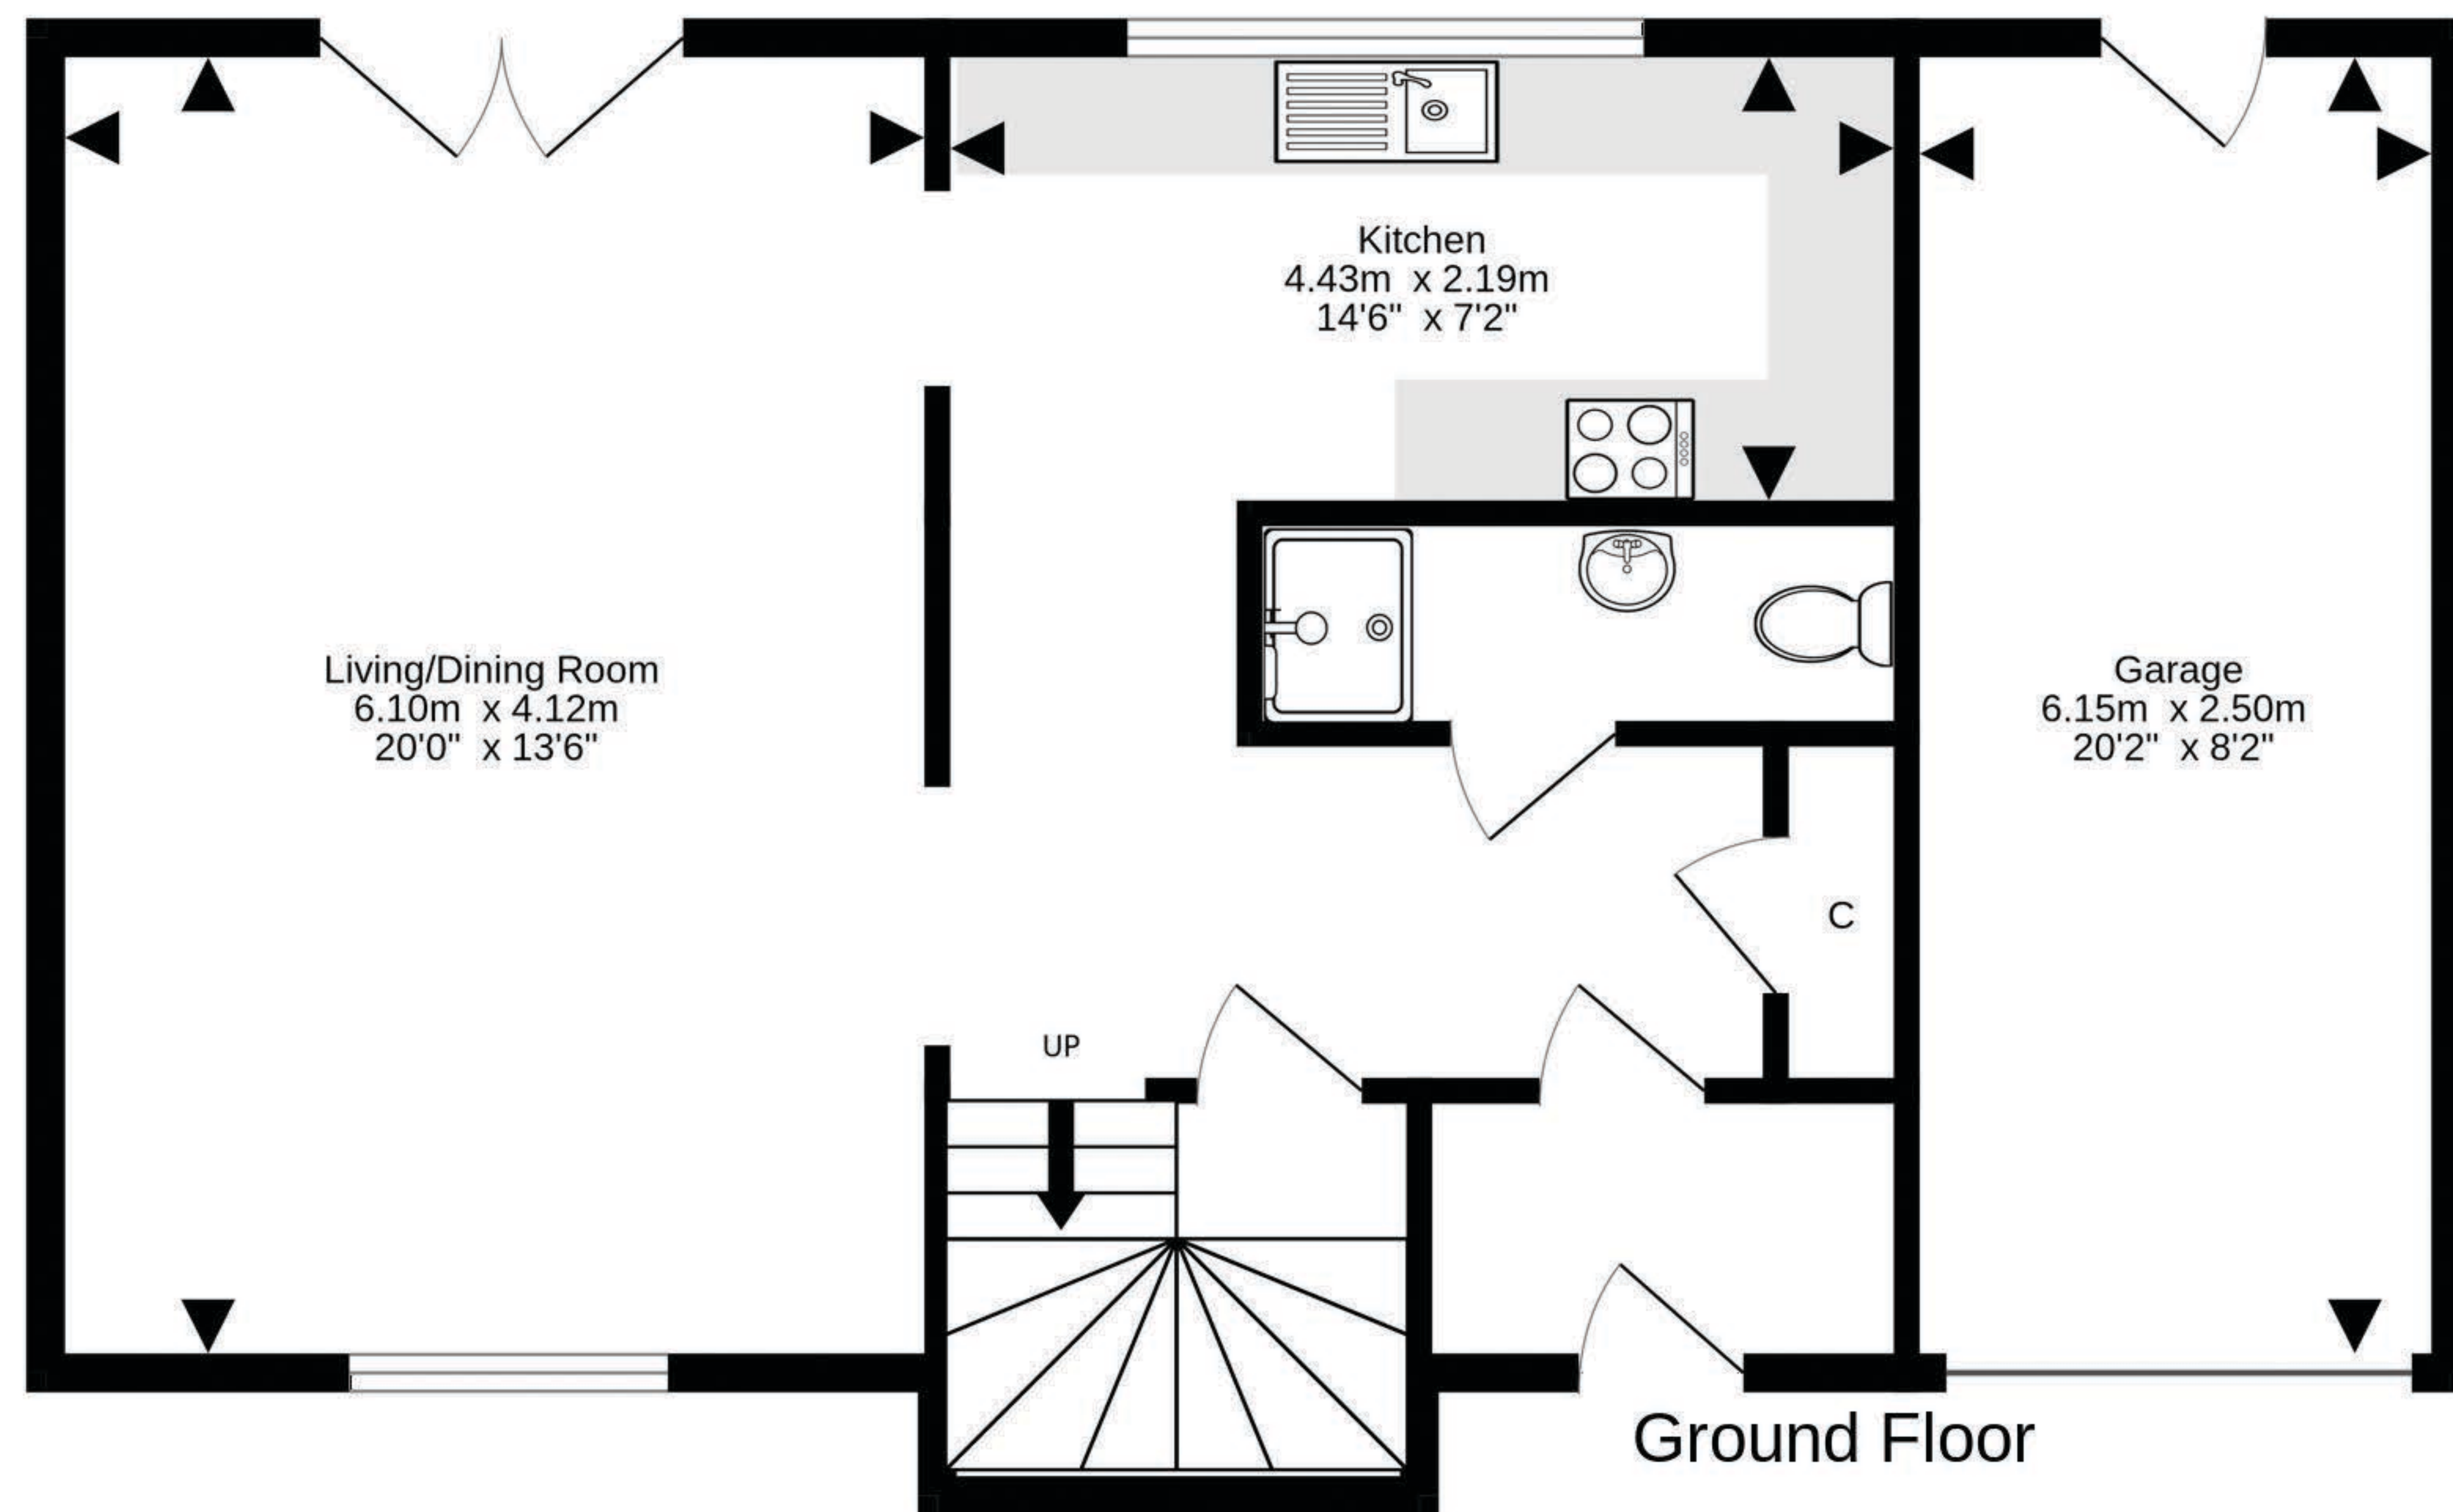 Kitchen
4.43m x 2.19m
14'6" x 7'2"
Living/Dining Room
6.10m x 4.12m
20'0" x 13'6"
Garage
6.15m x 2.50m
20'2" x 8'2"
C
UP
Ground Floor